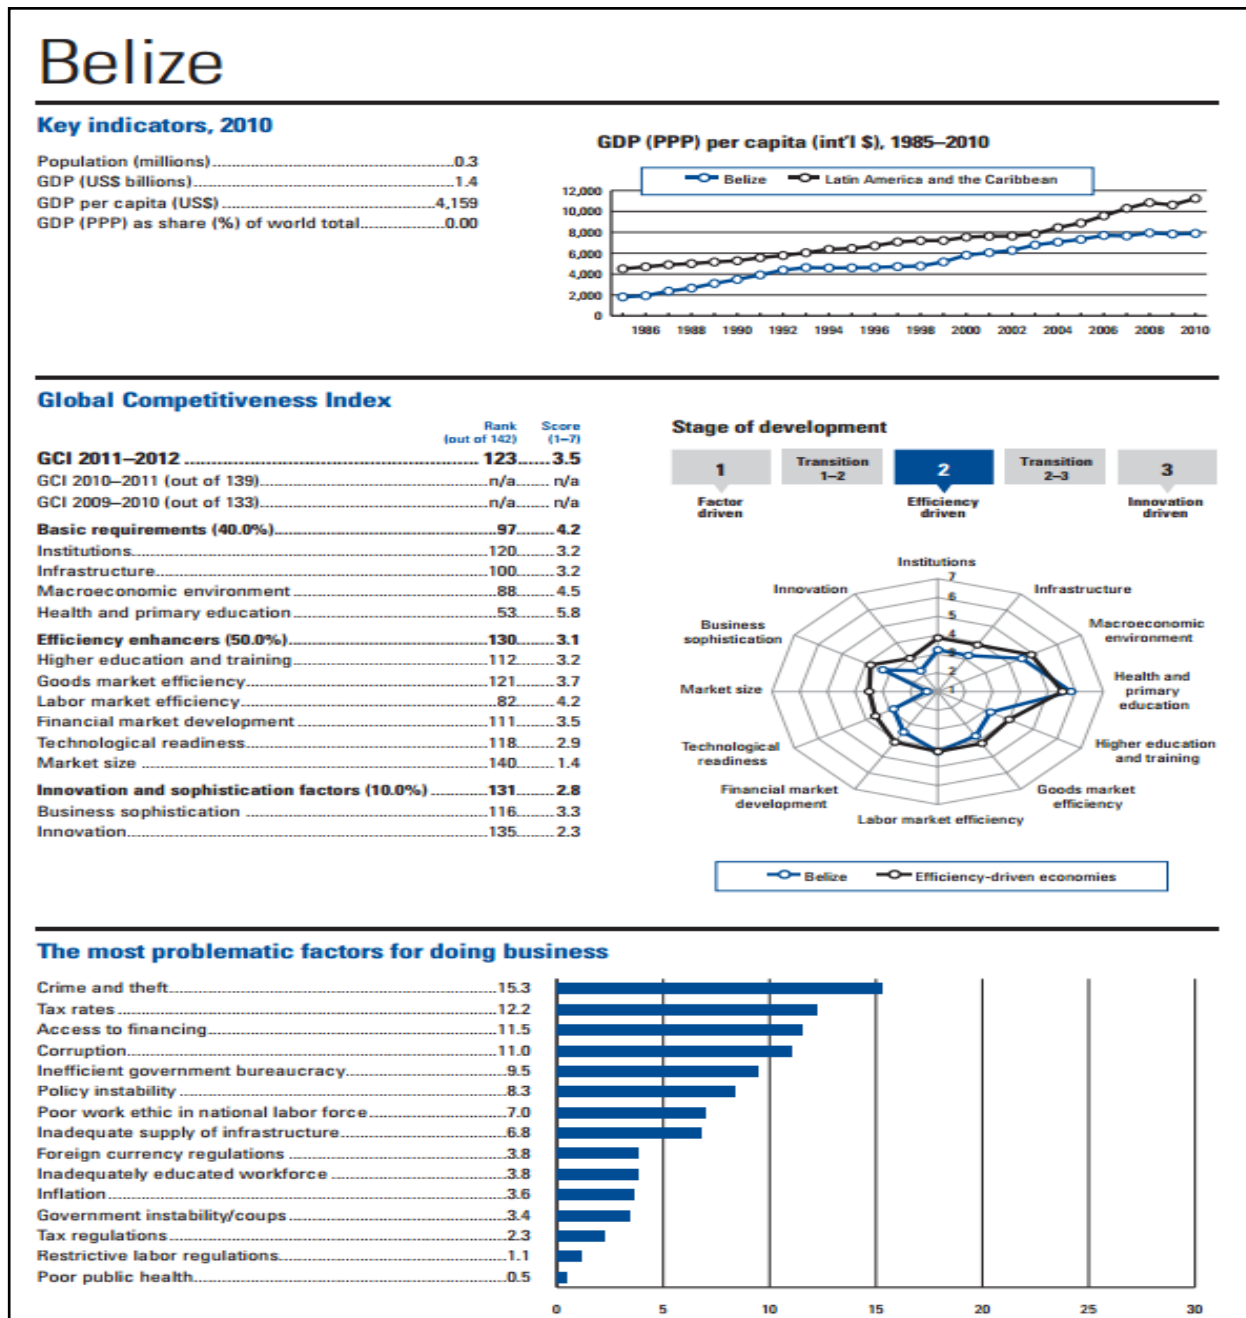 Belize
Key indicators, 2010
Population (millions)......0.3
GDP (US$ billions)......1.4
GDP per capita (US$)......4,159
GDP (PPP) as share (%) of world total......0.00
GDP (PPP) per capita (int'l $), 1985–2010
Belize Latin America and the Caribbean
12,000
10,000
8,000
6,000
4,000
2,000
0
1986 1988 1990 1992 1994 1996 1998 2000 2002 2004 2006 2008 2010
Global Competitiveness Index
Rank Score
(out of 142) (1–7)
GCI 2011–2012......123......3.5
GCI 2010–2011 (out of 139)......n/a......n/a
GCI 2009–2010 (out of 133)......n/a......n/a
Basic requirements (40.0%)......97......4.2
Institutions......120......3.2
Infrastructure......100......3.2
Macroeconomic environment......88......4.5
Health and primary education......53......5.8
Efficiency enhancers (50.0%)......130......3.1
Higher education and training......112......3.2
Goods market efficiency......121......3.7
Labor market efficiency......82......4.2
Financial market development......111......3.5
Technological readiness......118......2.9
Market size......140......1.4
Innovation and sophistication factors (10.0%)......131......2.8
Business sophistication......116......3.3
Innovation......135......2.3
Stage of development
1 Transition 1–2 2 Transition 2–3 3
Factor driven Efficiency driven Innovation driven
Institutions
Infrastructure
Macroeconomic environment
Health and primary education
Higher education and training
Goods market efficiency
Labor market efficiency
Financial market development
Technological readiness
Market size
Business sophistication
Innovation
7
6
5
4
3
2
1
Belize Efficiency-driven economies
The most problematic factors for doing business
Crime and theft......15.3
Tax rates......12.2
Access to financing......11.5
Corruption......11.0
Inefficient government bureaucracy......9.5
Policy instability......8.3
Poor work ethic in national labor force......7.0
Inadequate supply of infrastructure......6.8
Foreign currency regulations......3.8
Inadequately educated workforce......3.8
Inflation......3.6
Government instability/coups......3.4
Tax regulations......2.3
Restrictive labor regulations......1.1
Poor public health......0.5
0 5 10 15 20 25 30